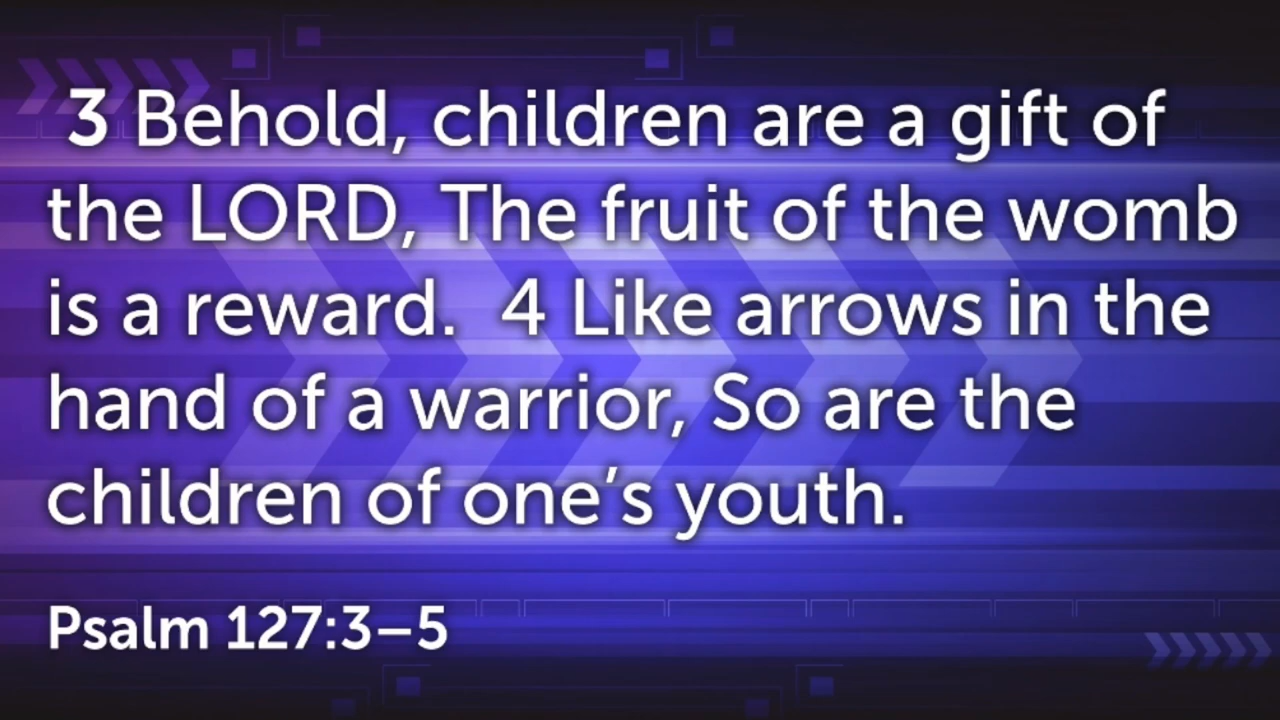 3 Behold, children are a gift of
the LORD, The fruit of the womb
is a reward.  4 Like arrows in the
hand of a warrior, So are the
children of one’s youth.
Psalm 127:3–5